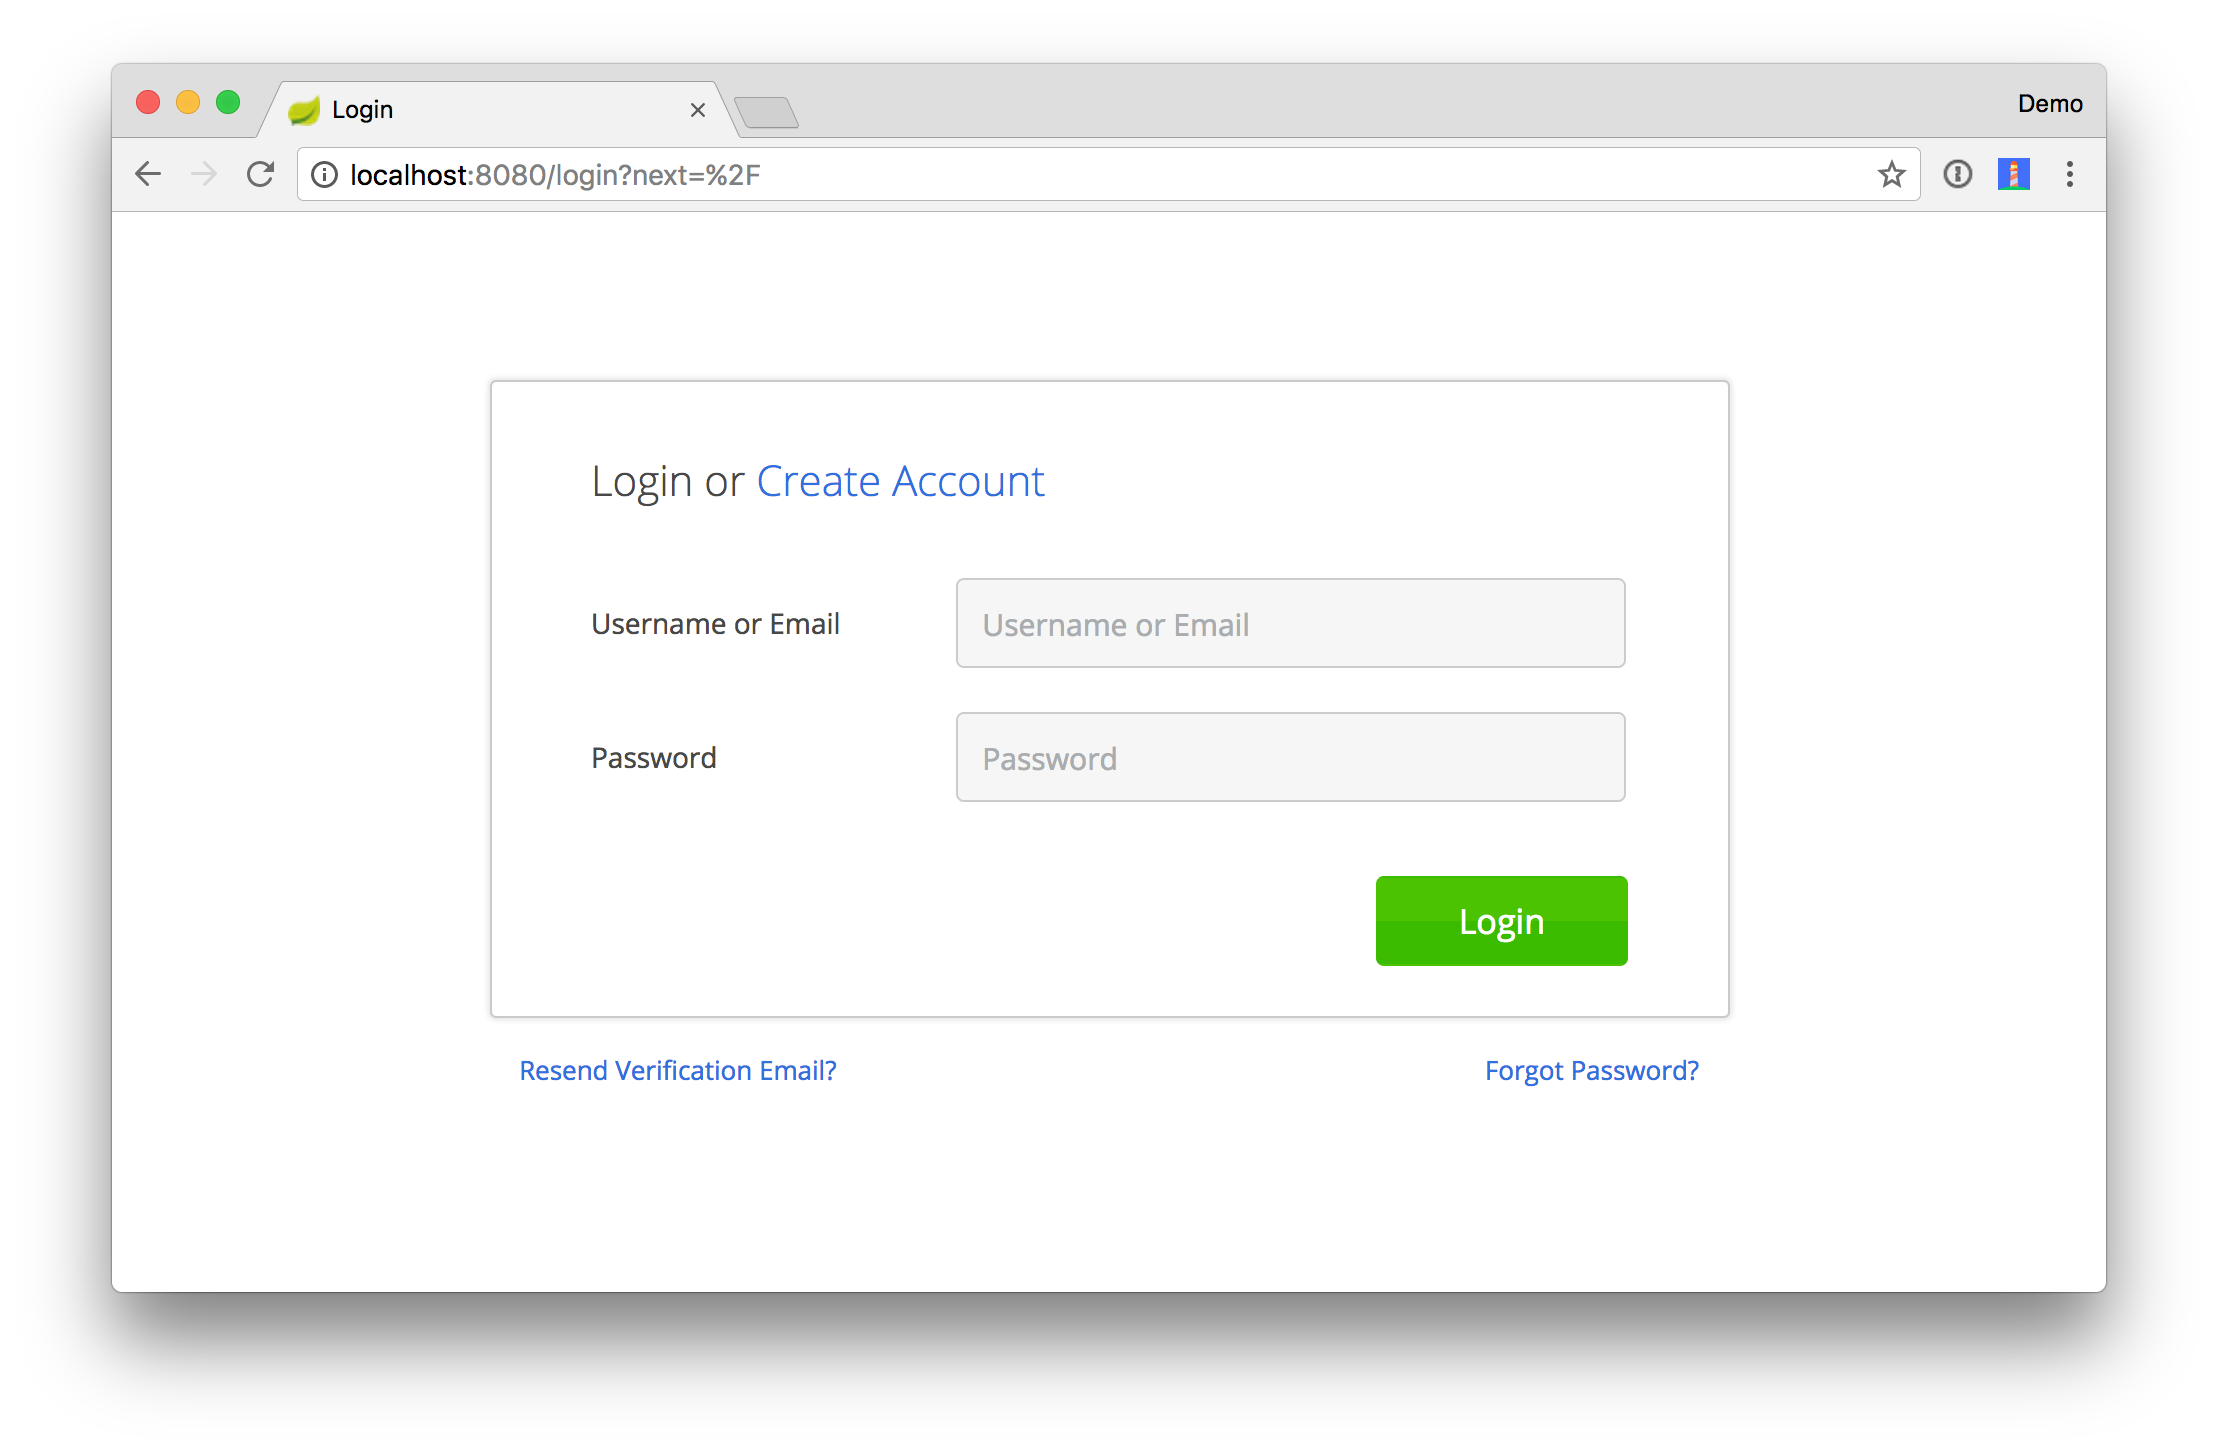 Login
Demo
localhost:8080/login?next=%2F
Login or Create Account
Username or Email
Username or Email
Password
Password
Login
Resend Verification Email?
Forgot Password?